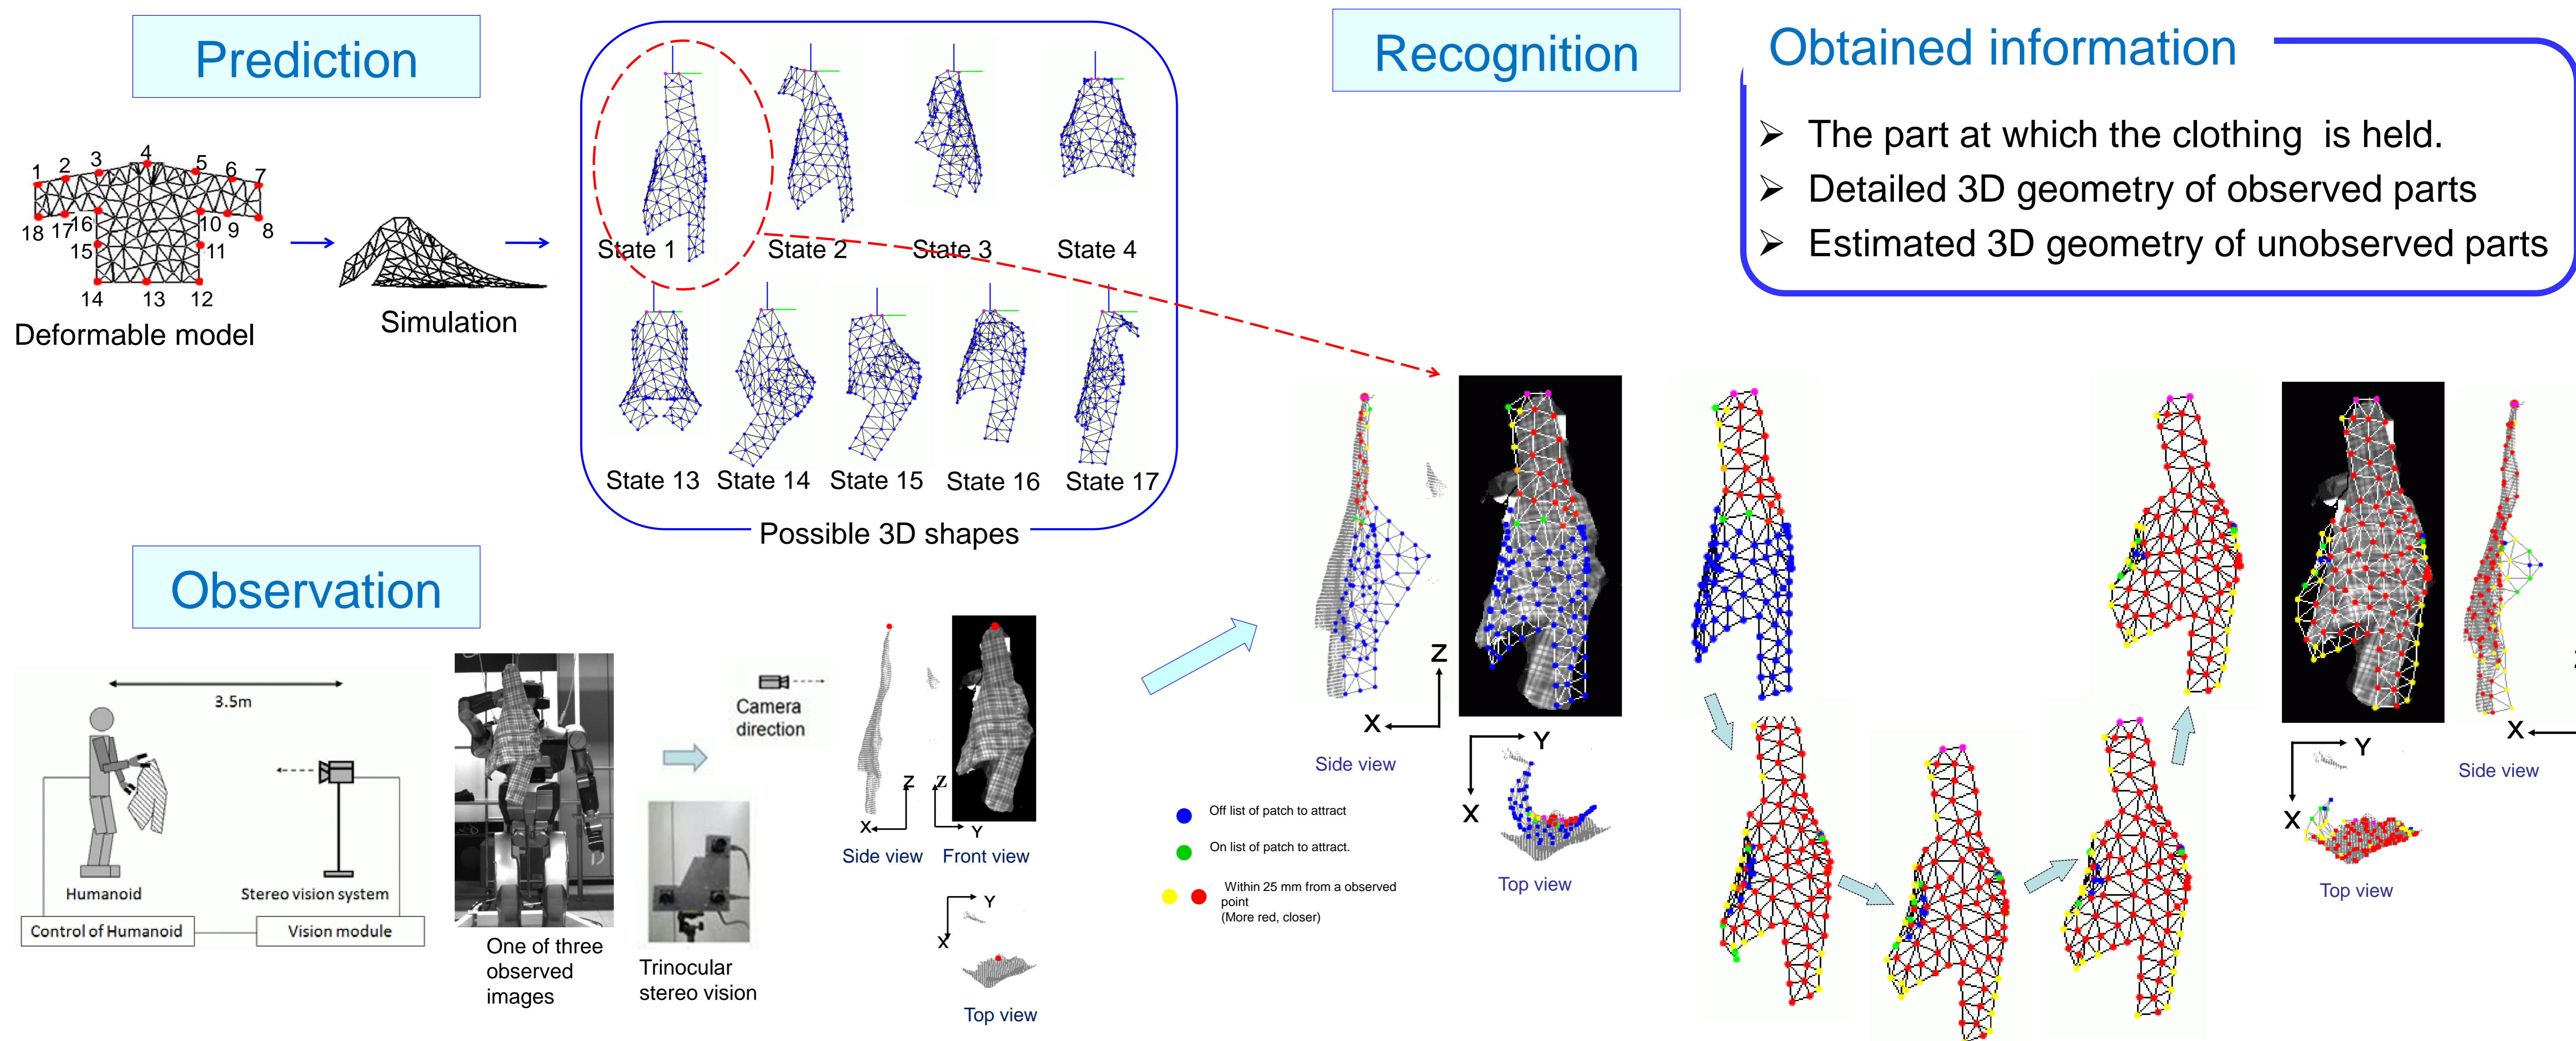 Prediction
1
2
3
4
5
6
7
18
17
16
10
9
8
15
11
14
13
12
Deformable model
Simulation
State 1
State 2
State 3
State 4
State 13
State 14
State 15
State 16
State 17
Possible 3D shapes
Observation
3.5m
Humanoid
Stereo vision system
Control of Humanoid
Vision module
One of three
observed
images
Trinocular
stereo vision
Camera
direction
Z
X
Side view
Z
Y
Front view
Y
X
Top view
Recognition
Obtained information
➢ The part at which the clothing is held.
➢ Detailed 3D geometry of observed parts
➢ Estimated 3D geometry of unobserved parts
Z
X
Side view
Y
X
Top view
Off list of patch to attract
On list of patch to attract.
Within 25 mm from a observed
point
(More red, closer)
Y
X
Top view
X
Side view